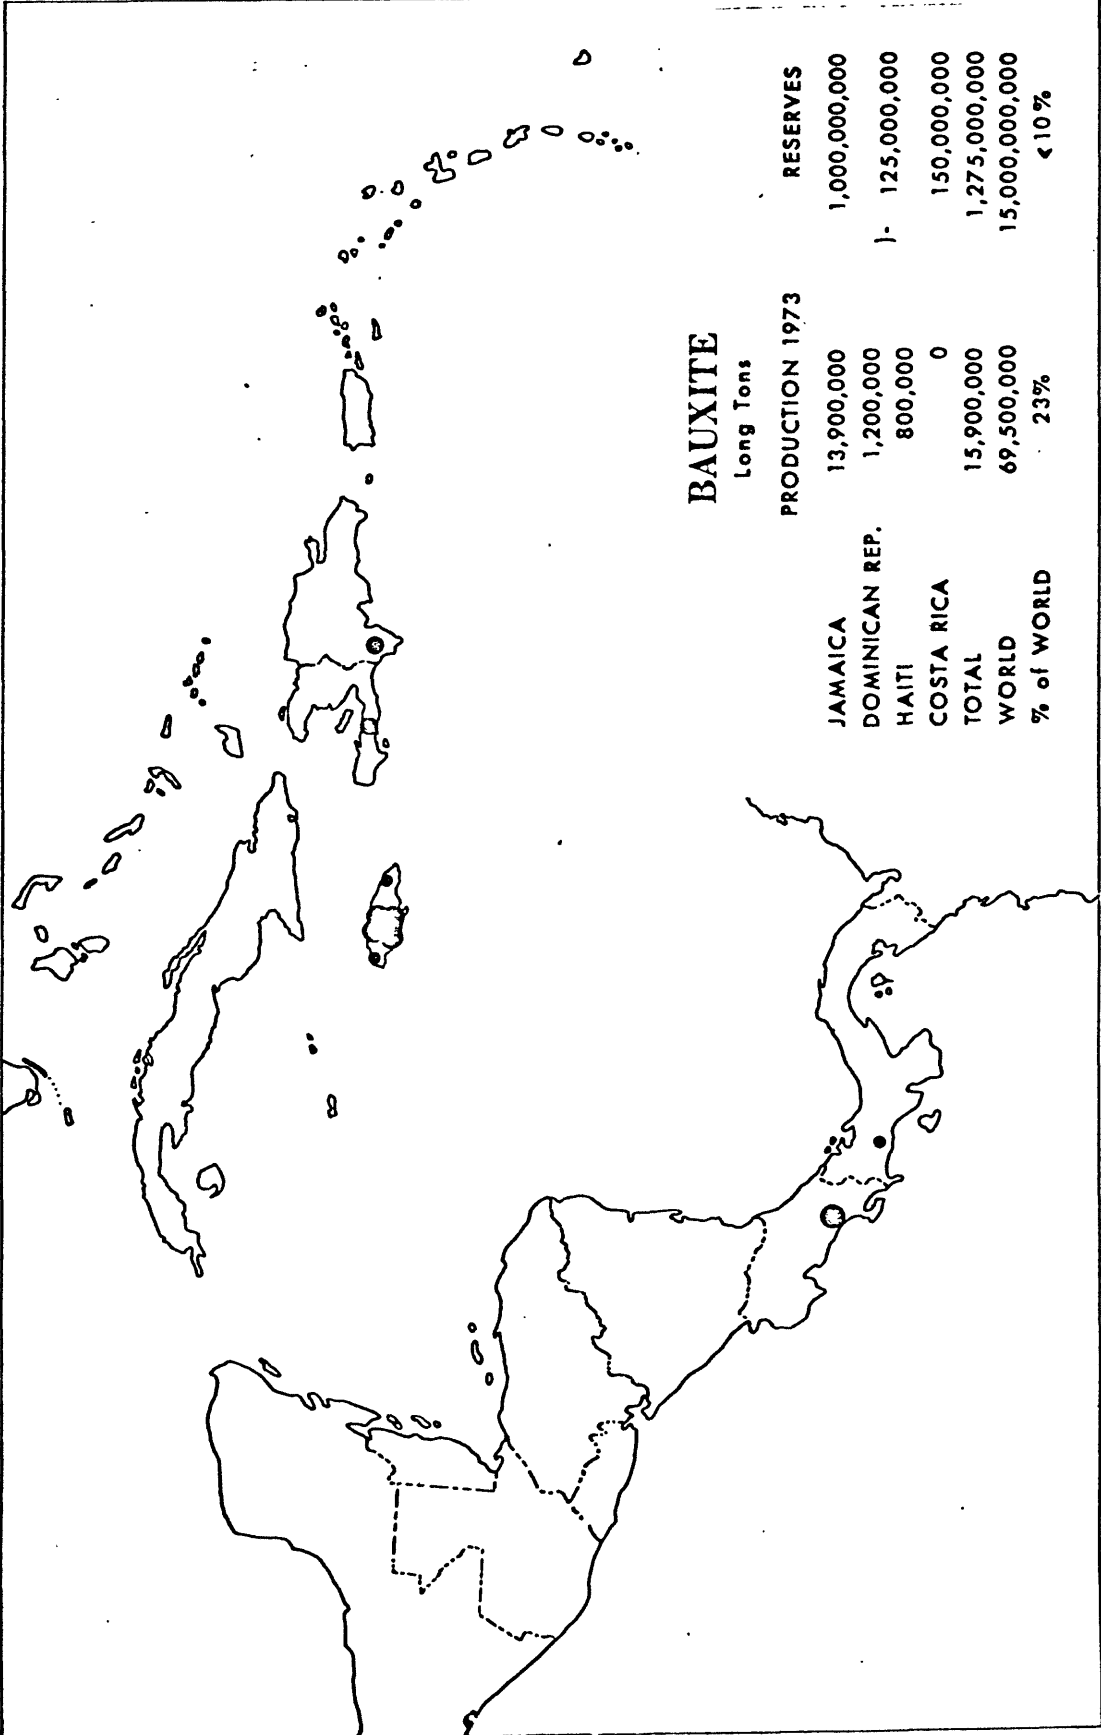 BAUXITE
Long Tons
PRODUCTION 1973 RESERVES
JAMAICA 13,900,000 1,000,000,000
DOMINICAN REP. 1,200,000 }- 125,000,000
HAITI 800,000
COSTA RICA 0 150,000,000
TOTAL 15,900,000 1,275,000,000
WORLD 69,500,000 15,000,000,000
% of WORLD 23% <10%